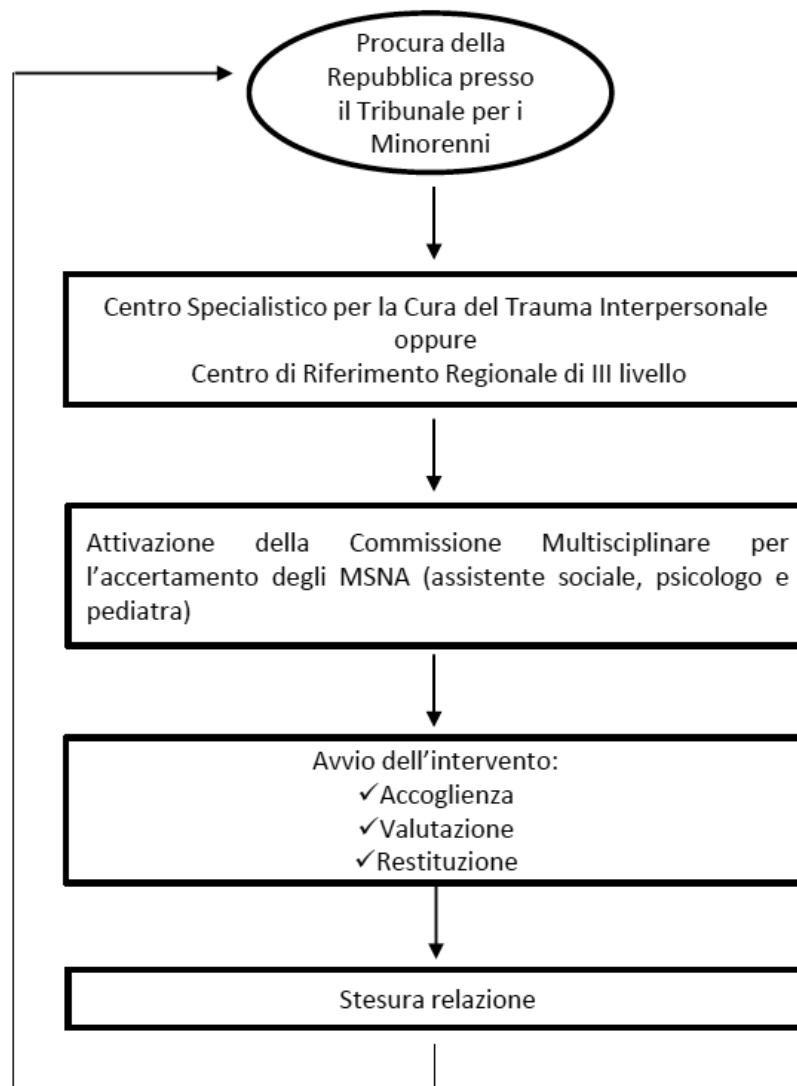 Procura della
Repubblica presso
il Tribunale per i
Minorenni
Centro Specialistico per la Cura del Trauma Interpersonale
oppure
Centro di Riferimento Regionale di III livello
Attivazione della Commissione Multisciplinare per
l'accertamento degli MSNA (assistente sociale, psicologo e
pediatra)
Avvio dell'intervento:
✓Accoglienza
✓Valutazione
✓Restituzione
Stesura relazione